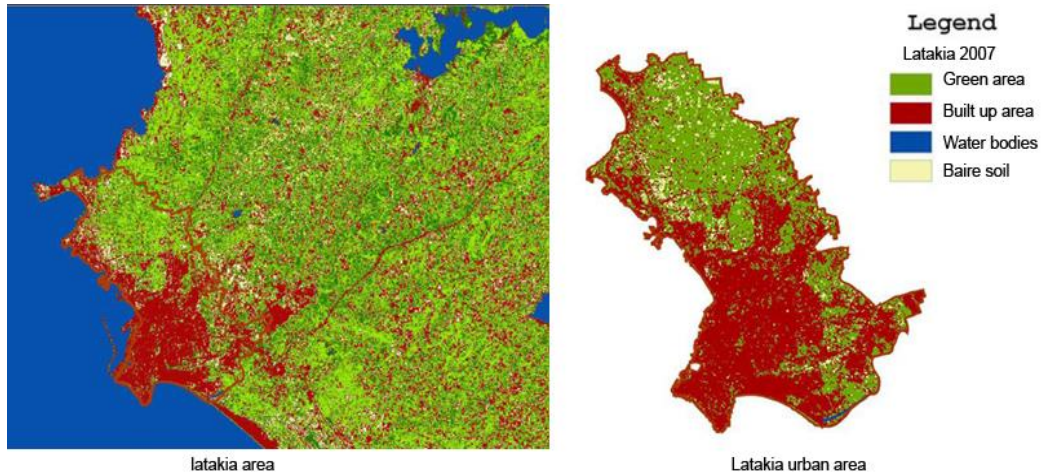 Legend
Latakia 2007
Green area
Built up area
Water bodies
Baire soil
latakia area
Latakia urban area